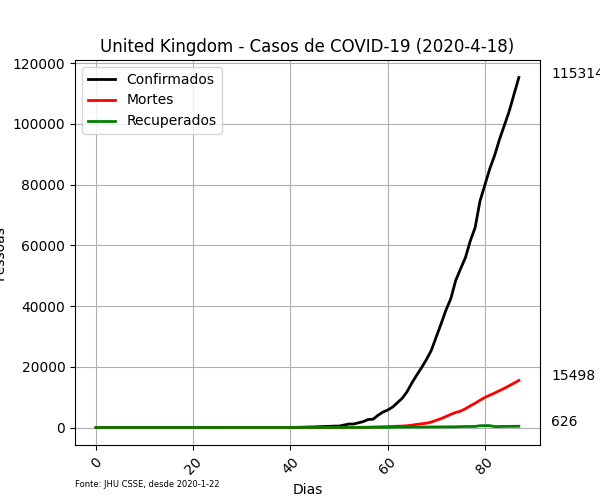 United Kingdom - Casos de COVID-19 (2020-4-18)
120000
100000
80000
60000
40000
20000
0
Confirmados
Mortes
Recuperados
115314
15498
626
0
20
40
60
80
Dias
Fonte: JHU CSSE, desde 2020-1-22